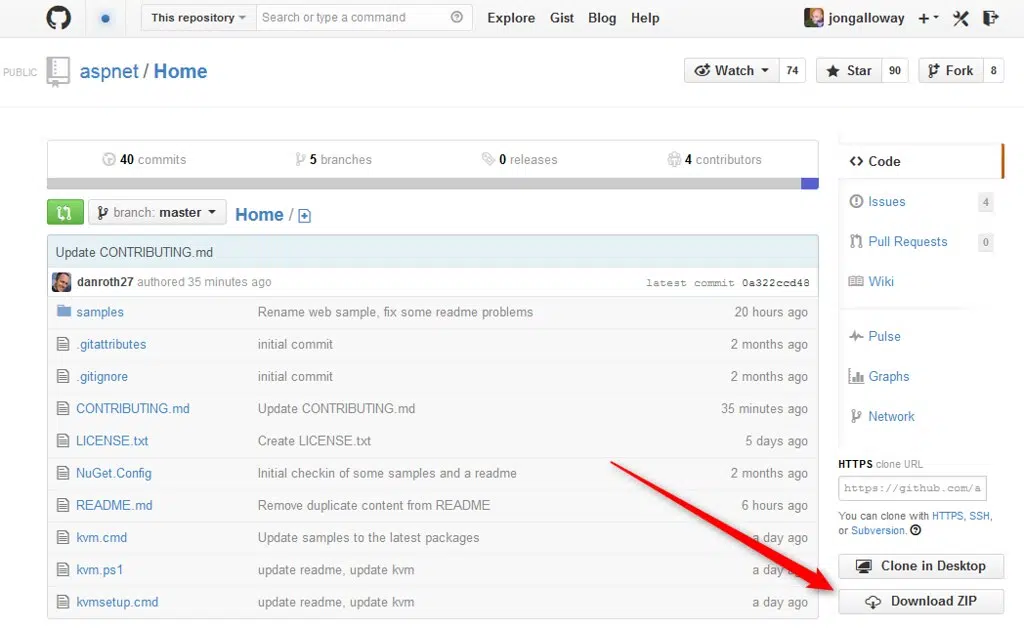 This repository
Search or type a command
Explore Gist Blog Help
jongalloway
PUBLIC
aspnet / Home
Watch 74
Star 90
Fork 8
40 commits
5 branches
0 releases
4 contributors
branch: master
Home /
Update CONTRIBUTING.md
danroth27 authored 35 minutes ago
latest commit 0a322ccd48
samples Rename web sample, fix some readme problems 20 hours ago
.gitattributes initial commit 2 months ago
.gitignore initial commit 2 months ago
CONTRIBUTING.md Update CONTRIBUTING.md 35 minutes ago
LICENSE.txt Create LICENSE.txt 5 days ago
NuGet.Config Initial checkin of some samples and a readme 2 months ago
README.md Remove duplicate content from README 6 hours ago
kvm.cmd Update samples to the latest packages a day ago
kvm.ps1 update readme, update kvm a day
kvmsetup.cmd update readme, update kvm a day ago
Code
Issues 4
Pull Requests 0
Wiki
Pulse
Graphs
Network
HTTPS clone URL
https://github.com/a
You can clone with HTTPS, SSH,
or Subversion.
Clone in Desktop
Download ZIP